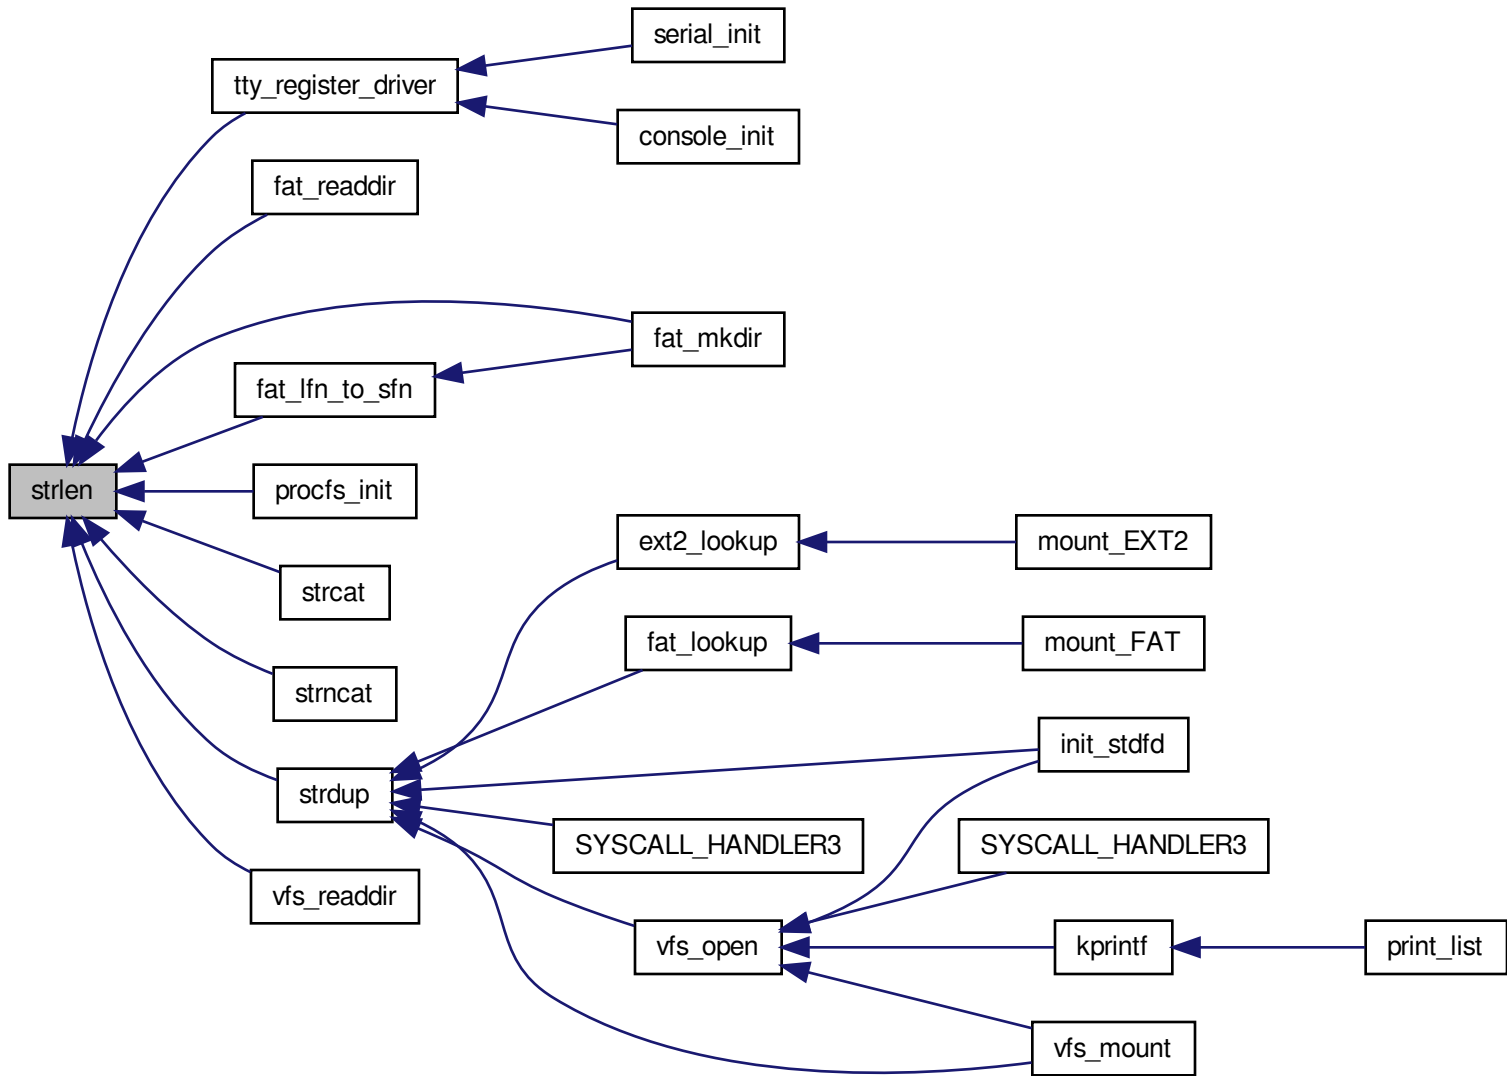 serial_init
tty_register_driver
console_init
fat_readdir
fat_mkdir
fat_lfn_to_sfn
strlen
procfs_init
ext2_lookup
mount_EXT2
strcat
fat_lookup
mount_FAT
strncat
init_stdfd
strdup
SYSCALL_HANDLER3
SYSCALL_HANDLER3
vfs_readdir
vfs_open
kprintf
print_list
vfs_mount